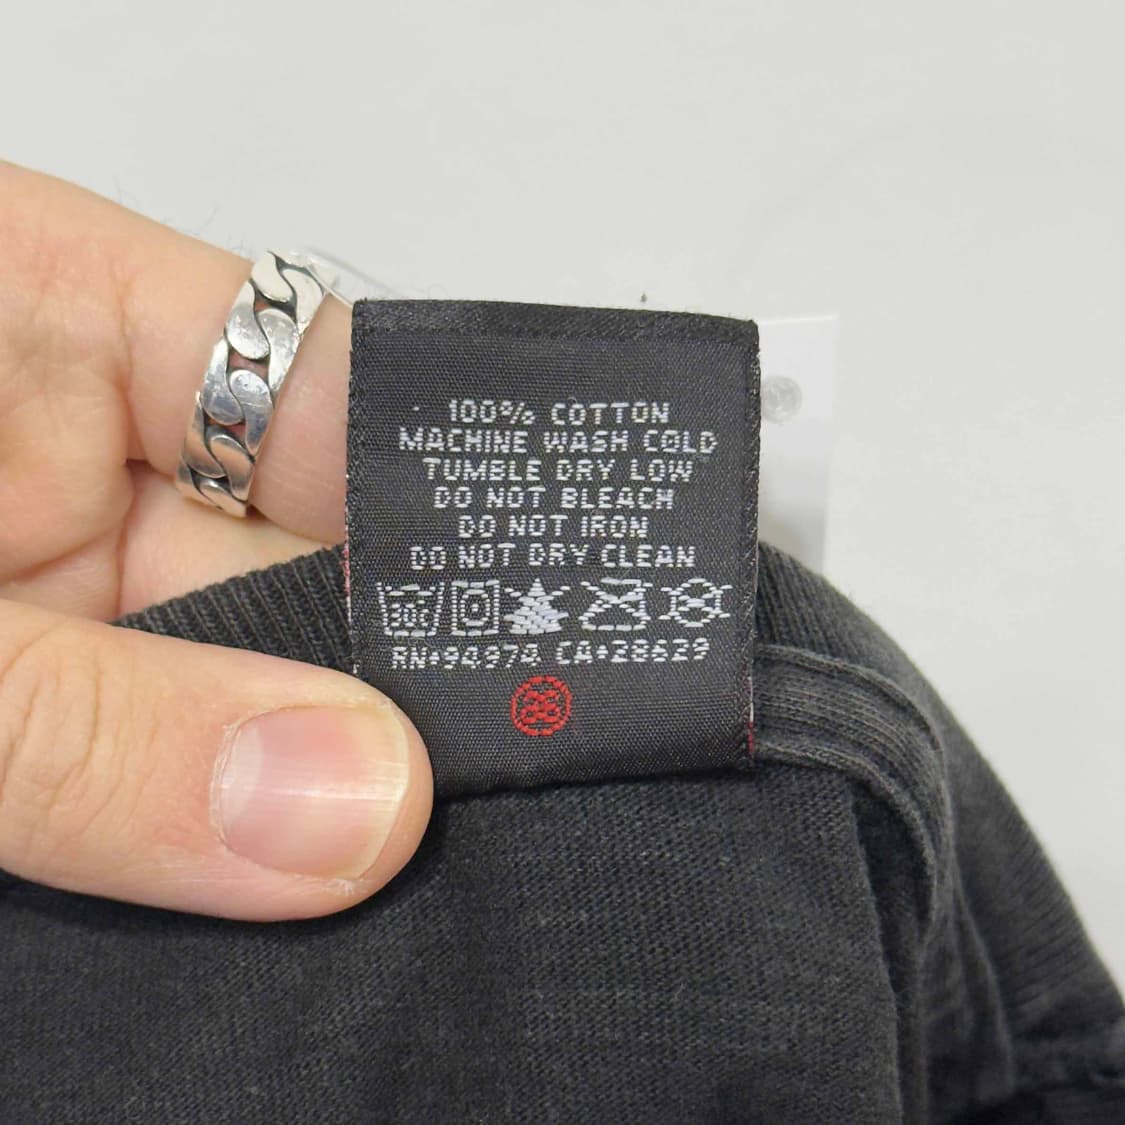 100% COTTON
MACHINE WASH COLD
TUMBLE DRY LOW
DO NOT BLEACH
DO NOT IRON
DO NOT DRY CLEAN
30C
RN•94974 CA•28629